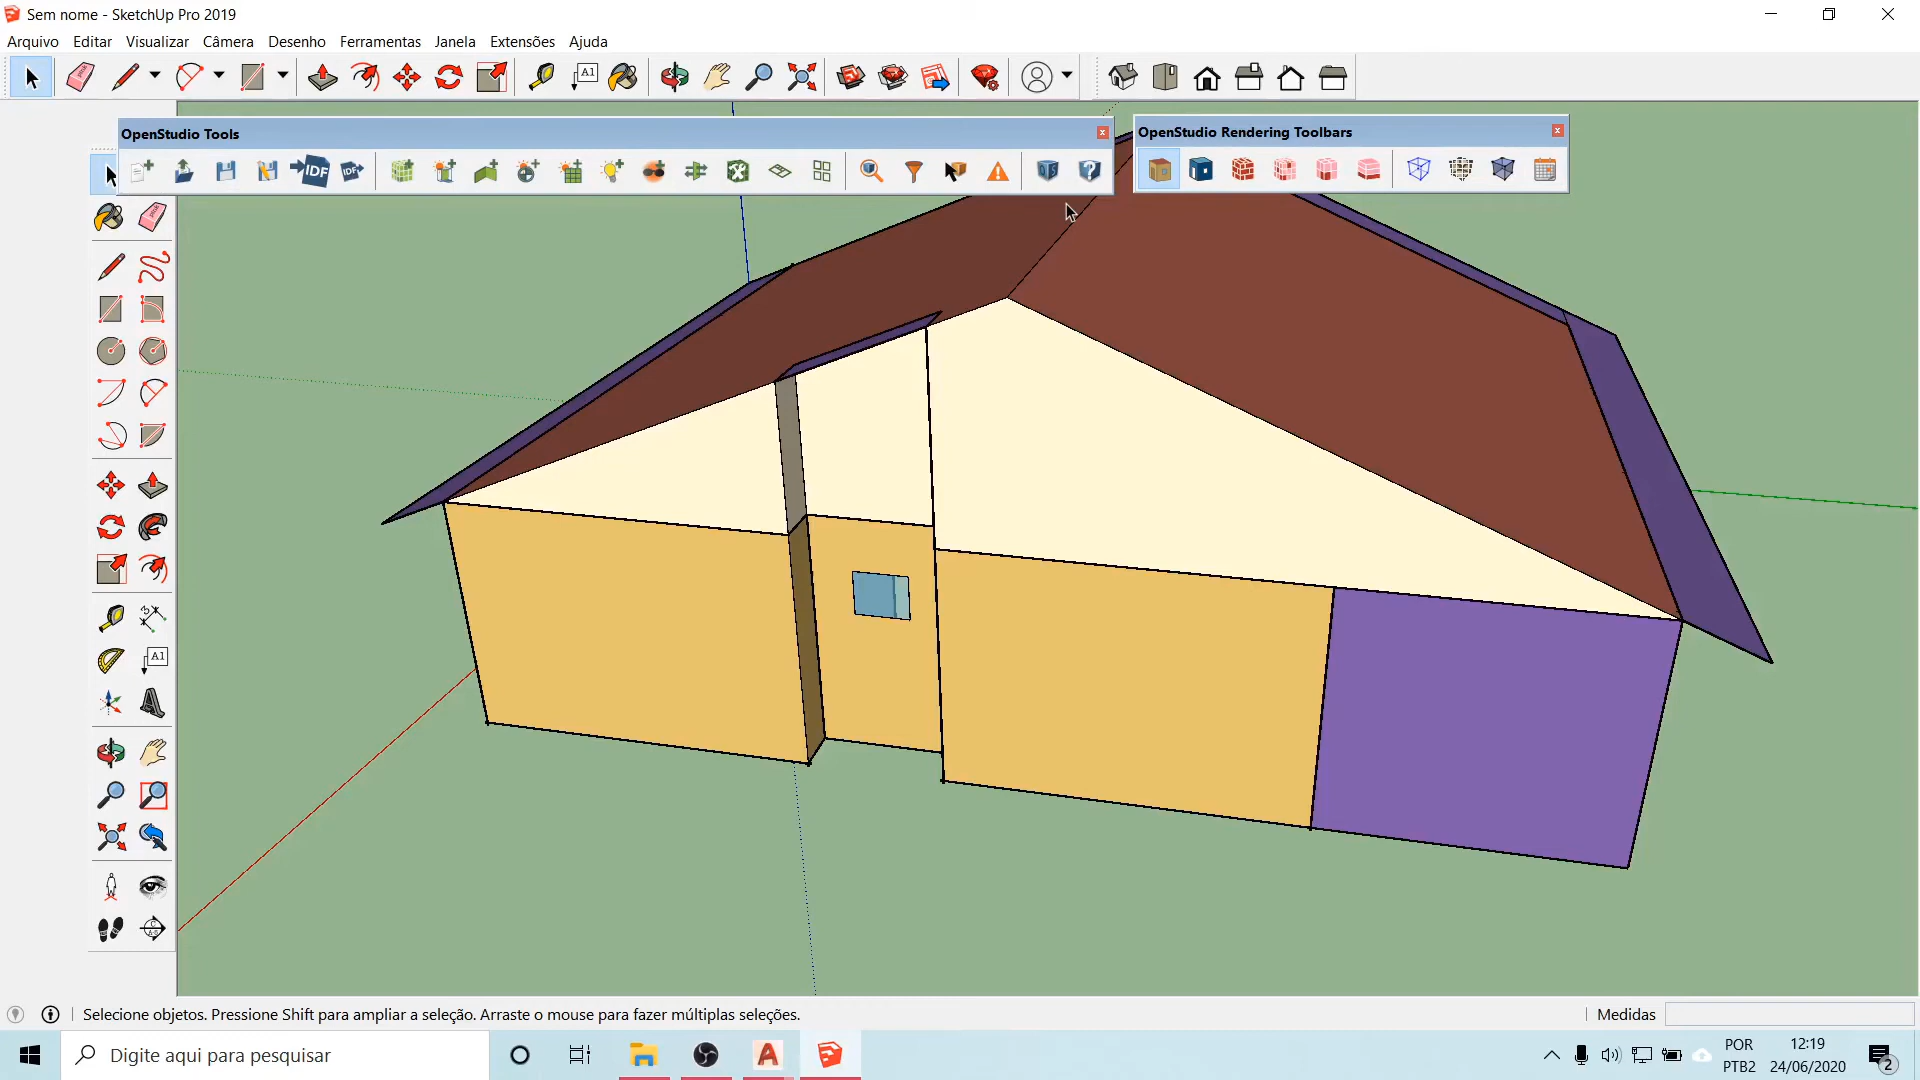 Sem nome - SketchUp Pro 2019
Arquivo Editar Visualizar Câmera Desenho Ferramentas Janela Extensões Ajuda
A1
OpenStudio Tools
OpenStudio Rendering Toolbars
IDF
IDF
A1
Selecione objetos. Pressione Shift para ampliar a seleção. Arraste o mouse para fazer múltiplas seleções.
Medidas
Digite aqui para pesquisar
POR
PTB2
12:19
24/06/2020
2